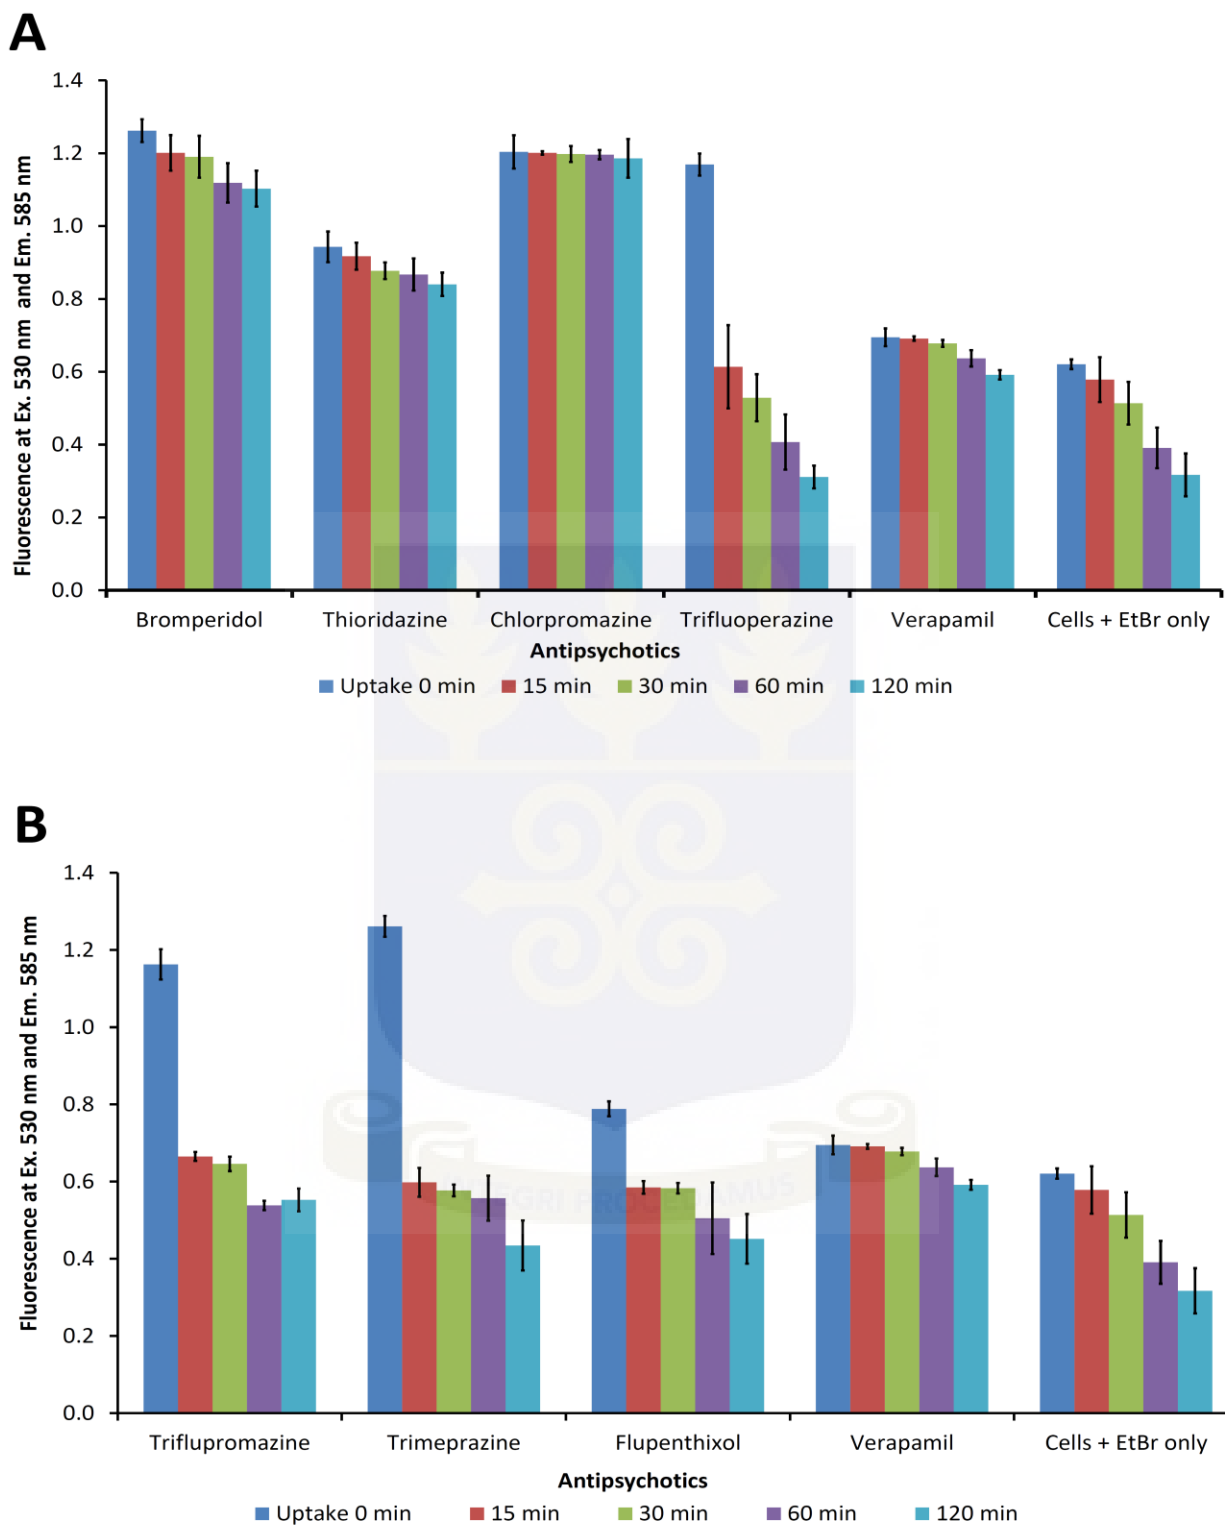 A
Fluorescence at Ex. 530 nm and Em. 585 nm
1.4
1.2
1.0
0.8
0.6
0.4
0.2
0.0
Bromperidol Thioridazine Chlorpromazine Trifluoperazine Verapamil Cells + EtBr only
Antipsychotics
Uptake 0 min 15 min 30 min 60 min 120 min
B
Fluorescence at Ex. 530 nm and Em. 585 nm
1.4
1.2
1.0
0.8
0.6
0.4
0.2
0.0
INTEGRI PROCEDAMUS
Triflupromazine Trimeprazine Flupenthixol Verapamil Cells + EtBr only
Antipsychotics
Uptake 0 min 15 min 30 min 60 min 120 min